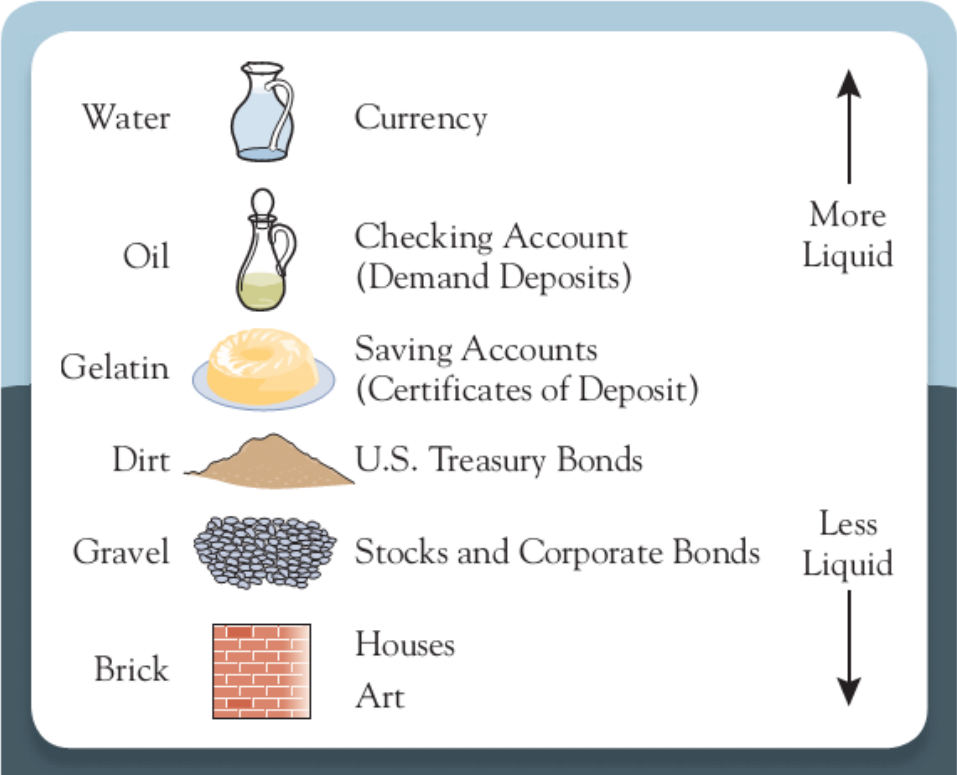 Water
Currency
Oil
Checking Account
(Demand Deposits)
More
Liquid
Gelatin
Saving Accounts
(Certificates of Deposit)
Dirt
U.S. Treasury Bonds
Gravel
Stocks and Corporate Bonds
Less
Liquid
Brick
Houses
Art